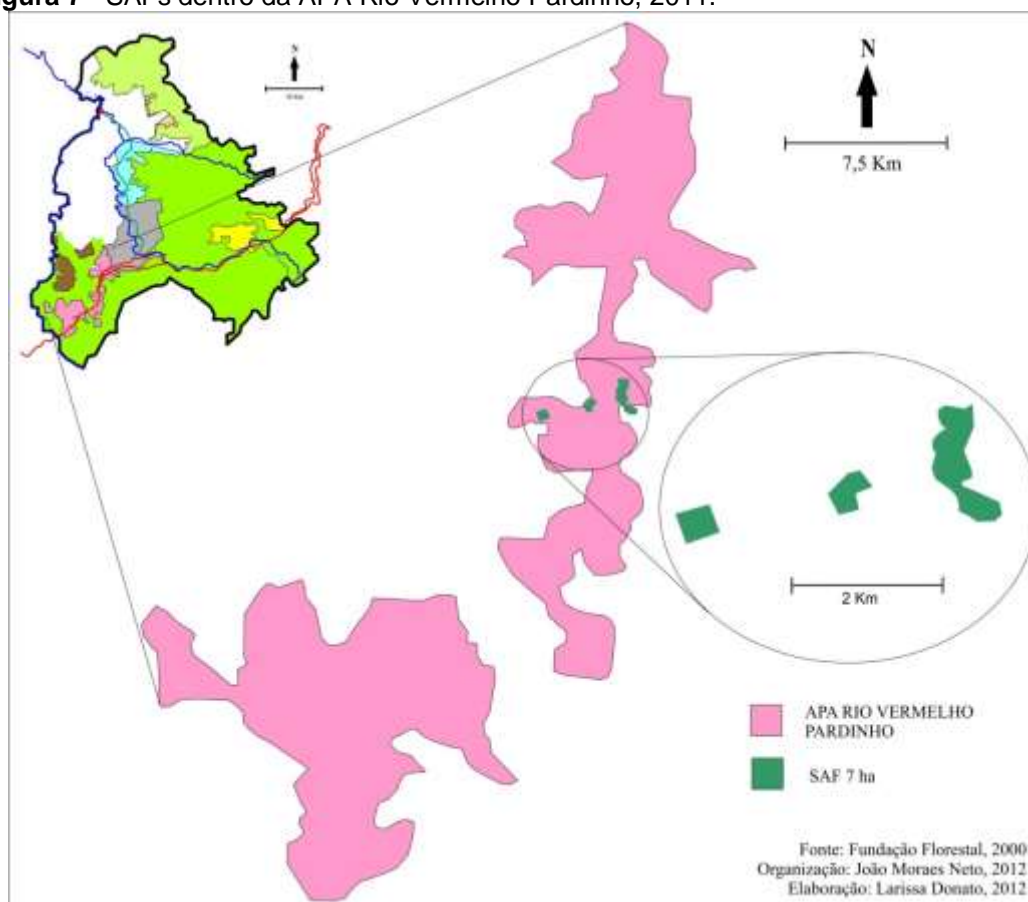 Figura 7 – SAFs dentro da APA Rio Vermelho Pardinho, 2011.
N
N
7,5 Km
2 Km
APA RIO VERMELHO
PARDINHO
SAF 7 ha
Fonte: Fundação Florestal, 2000
Organização: João Moraes Neto, 2012
Elaboração: Larissa Donato, 2012